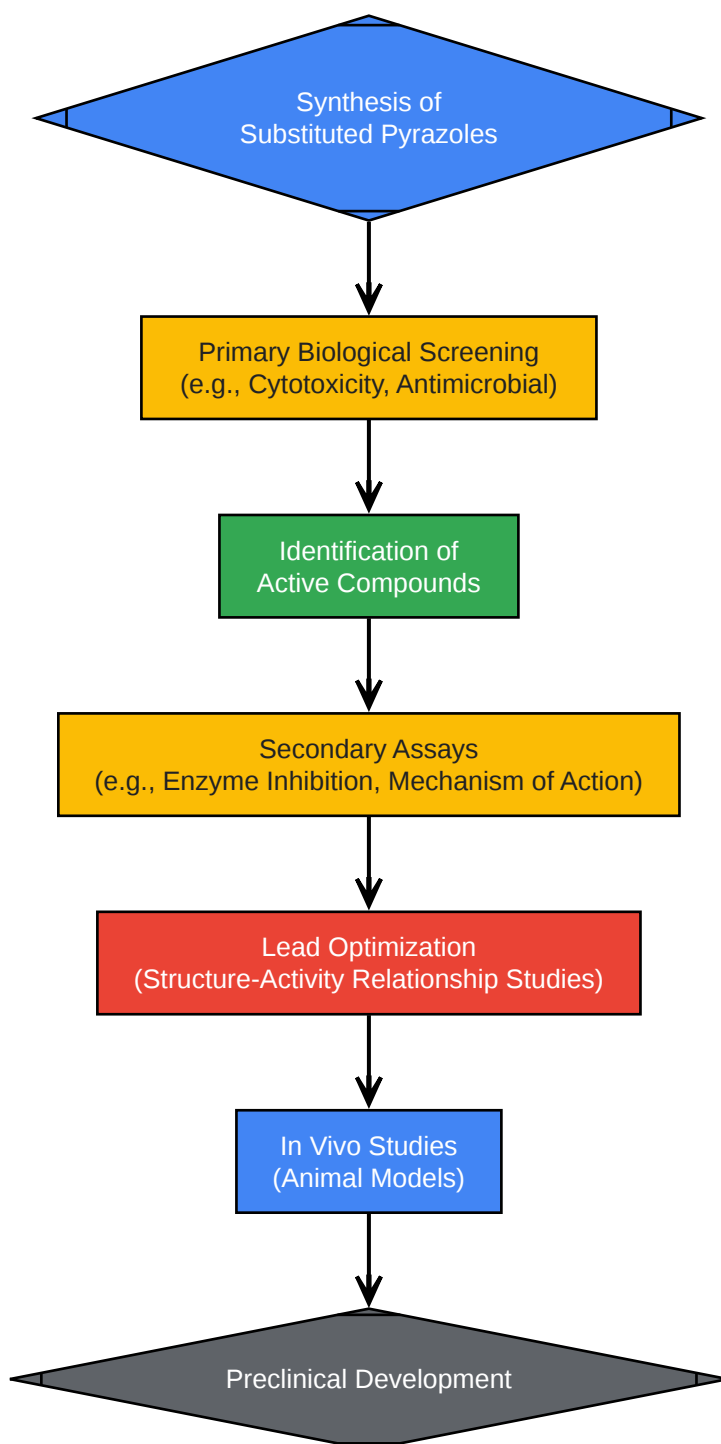 Synthesis of
Substituted Pyrazoles
Primary Biological Screening
(e.g., Cytotoxicity, Antimicrobial)
Identification of
Active Compounds
Secondary Assays
(e.g., Enzyme Inhibition, Mechanism of Action)
Lead Optimization
(Structure-Activity Relationship Studies)
In Vivo Studies
(Animal Models)
Preclinical Development